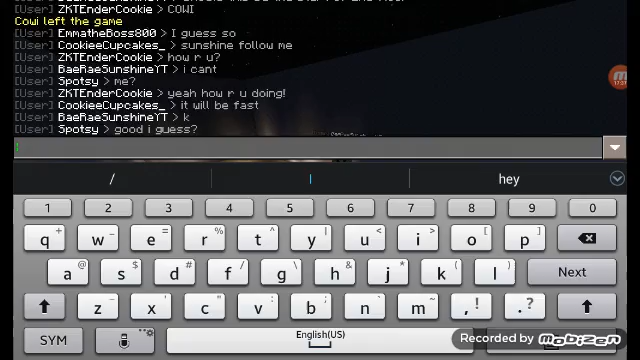 [User] ZKTEnderCookie > COWI
Cowi left the game
[User] EmmatheBoss800 > I guess so
[User] CookieeCupcakes_ > sunshine follow me
[User] ZKTEnderCookie > how r u?
[User] BaeRaeSunshineYT > i cant
[User] Spotsy > me?
[User] ZKTEnderCookie > yeah how r u doing!
[User] CookieeCupcakes_ > it will be fast
[User] BaeRaeSunshineYT > k
[User] Spotsy > good i guess?
/ I hey
1 2 3 4 5 6 7 8 9 0
q w e r t y u i o p
a s d f g h j k l Next
z x c v b n m , ! . ?
SYM English(US)
Recorded by mobizen